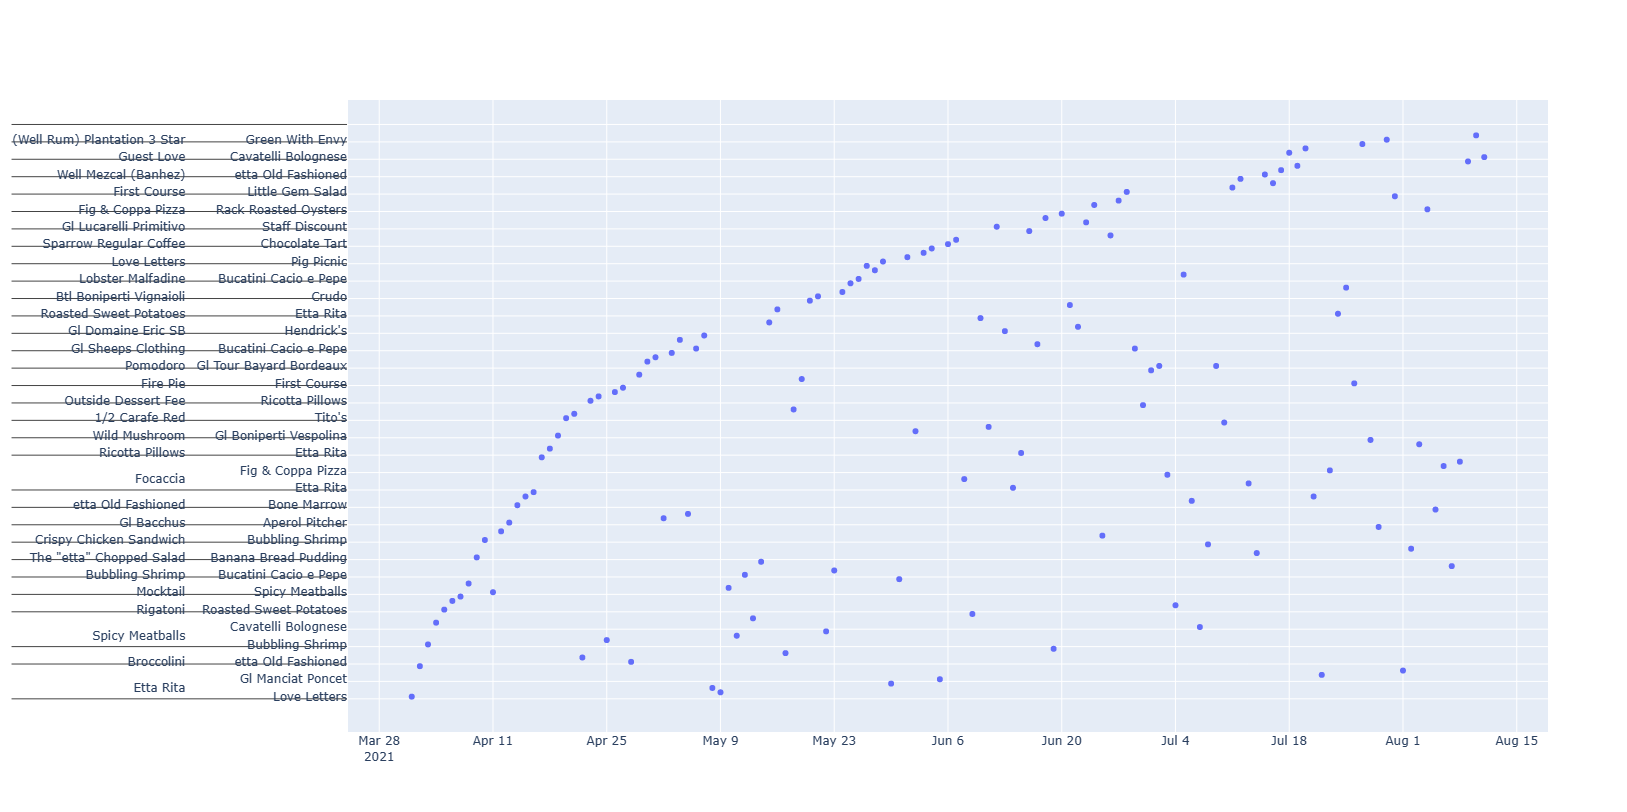 (Well Rum) Plantation 3 Star Green With Envy
Guest Love Cavatelli Bolognese
Well Mezcal (Banhez) etta Old Fashioned
First Course Little Gem Salad
Fig & Coppa Pizza Rack Roasted Oysters
Gl Lucarelli Primitivo Staff Discount
Sparrow Regular Coffee Chocolate Tart
Love Letters Pig Picnic
Lobster Malfadine Bucatini Cacio e Pepe
Btl Boniperti Vignaioli Crudo
Roasted Sweet Potatoes Etta Rita
Gl Domaine Eric SB Hendrick's
Gl Sheeps Clothing Bucatini Cacio e Pepe
Pomodoro Gl Tour Bayard Bordeaux
Fire Pie First Course
Outside Dessert Fee Ricotta Pillows
1/2 Carafe Red Tito's
Wild Mushroom Gl Boniperti Vespolina
Ricotta Pillows Etta Rita
Fig & Coppa Pizza
Focaccia
Etta Rita
etta Old Fashioned Bone Marrow
Gl Bacchus Aperol Pitcher
Crispy Chicken Sandwich Bubbling Shrimp
The "etta" Chopped Salad Banana Bread Pudding
Bubbling Shrimp Bucatini Cacio e Pepe
Mocktail Spicy Meatballs
Rigatoni Roasted Sweet Potatoes
Cavatelli Bolognese
Spicy Meatballs
Bubbling Shrimp
Broccolini etta Old Fashioned
Gl Manciat Poncet
Etta Rita
Love Letters
Mar 28 Apr 11 Apr 25 May 9 May 23 Jun 6 Jun 20 Jul 4 Jul 18 Aug 1 Aug 15
2021